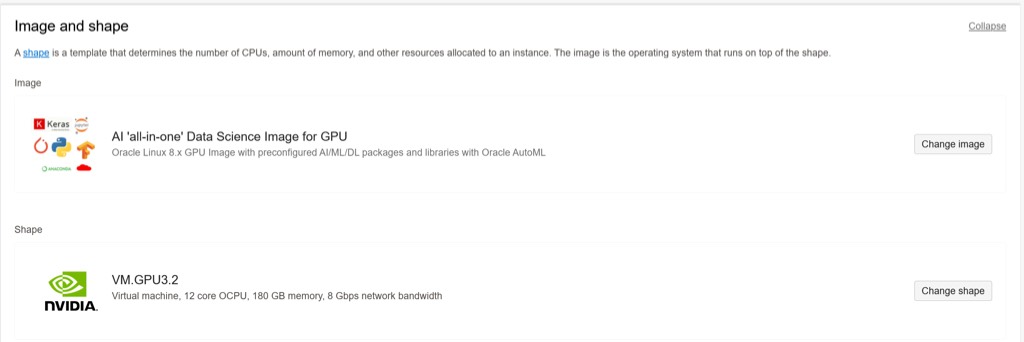 Image and shape
Collapse
A shape is a template that determines the number of CPUs, amount of memory, and other resources allocated to an instance. The image is the operating system that runs on top of the shape.
Image
K Keras
jupyter
ANACONDA
AI 'all-in-one' Data Science Image for GPU
Oracle Linux 8.x GPU Image with preconfigured AI/ML/DL packages and libraries with Oracle AutoML
Change image
Shape
NVIDIA.
VM.GPU3.2
Virtual machine, 12 core OCPU, 180 GB memory, 8 Gbps network bandwidth
Change shape